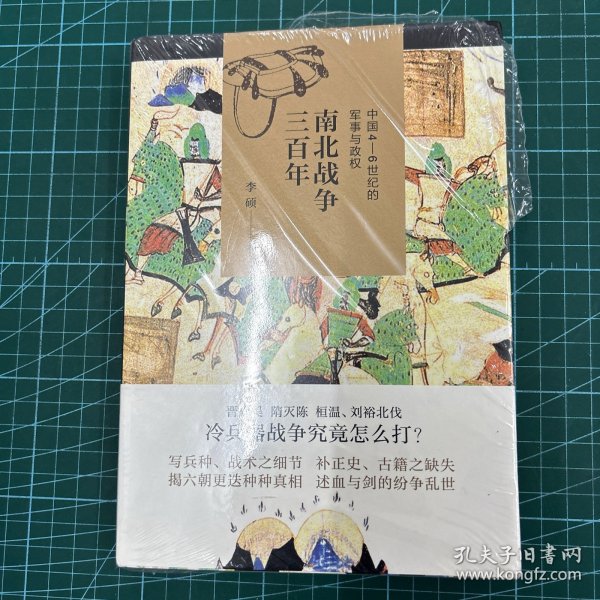 中国4—6世纪的
军事与政权
南北战争
三百年
李硕
隋灭陈 桓温、刘裕北伐
冷兵器战争究竟怎么打？
写兵种、战术之细节 补正史、古籍之缺失
揭六朝更迭种种真相 述血与剑的纷争乱世
孔夫子旧书网
www.kongfz.com